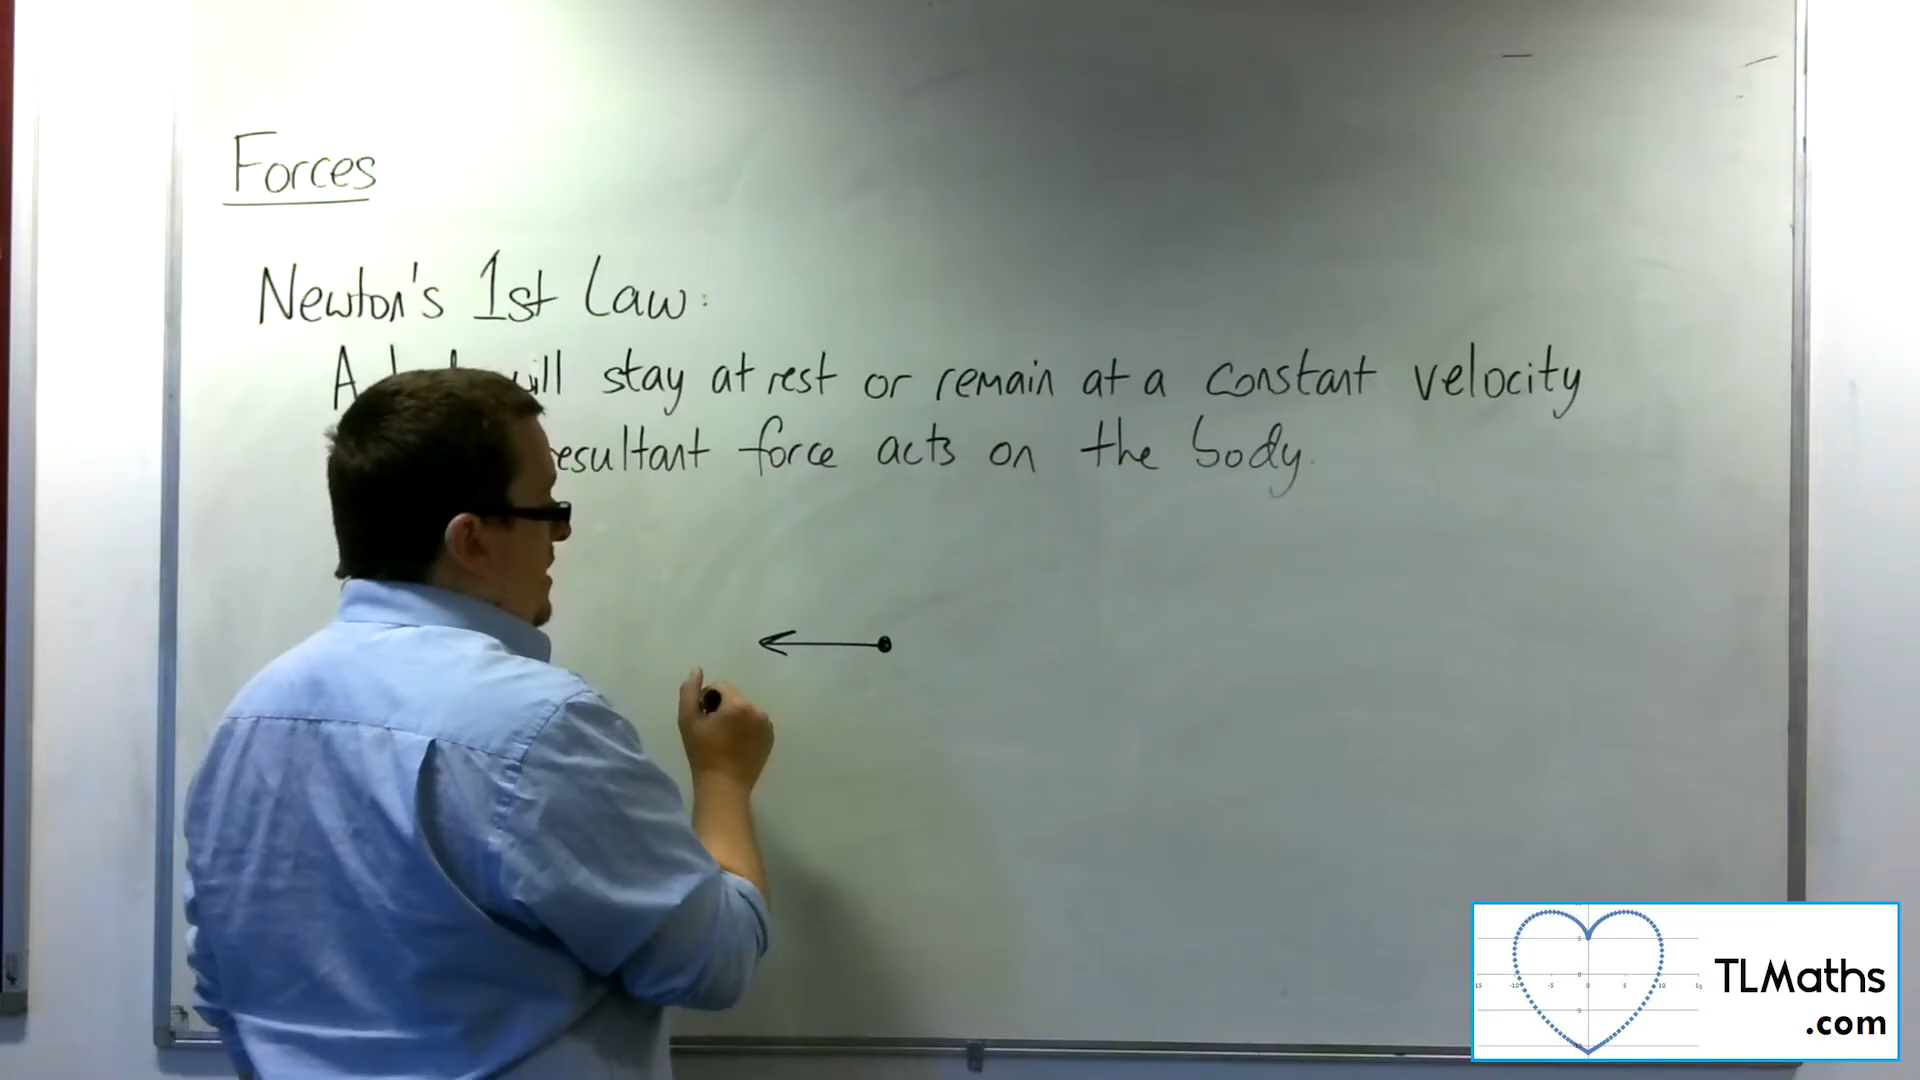 Forces
Newton's 1st Law:
A will stay at rest or remain at a constant velocity
resultant force acts on the body.
TLMaths
.com